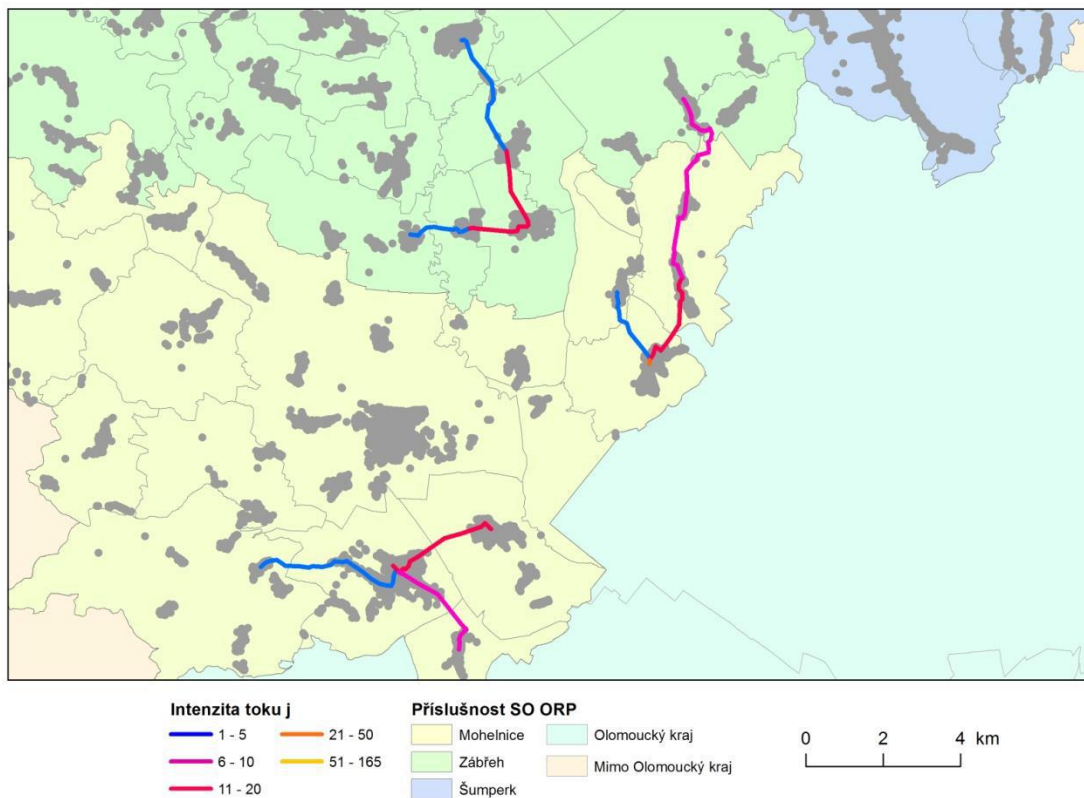 Intenzita toku j
1 - 5
6 - 10
11 - 20
21 - 50
51 - 165
Příslušnost SO ORP
Mohelnice
Zábřeh
Šumperk
Olomoucký kraj
Mimo Olomoucký kraj
0 2 4 km